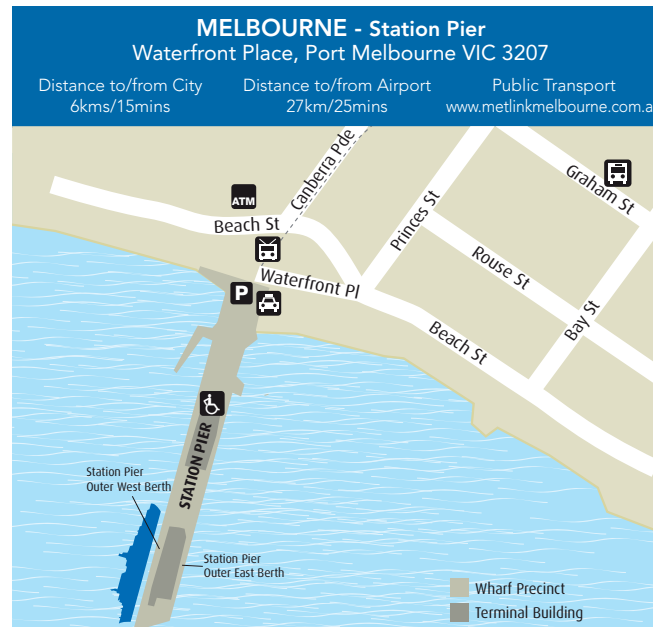 MELBOURNE - Station Pier
Waterfront Place, Port Melbourne VIC 3207
Distance to/from City
6kms/15mins
Distance to/from Airport
27km/25mins
Public Transport
www.metlinkmelbourne.com.a
Canberra Pde
Graham St
ATM
Beach St
Princes St
Rouse St
Waterfront Pl
P
Bay St
Beach St
STATION PIER
Station Pier
Outer West Berth
Station Pier
Outer East Berth
Wharf Precinct
Terminal Building